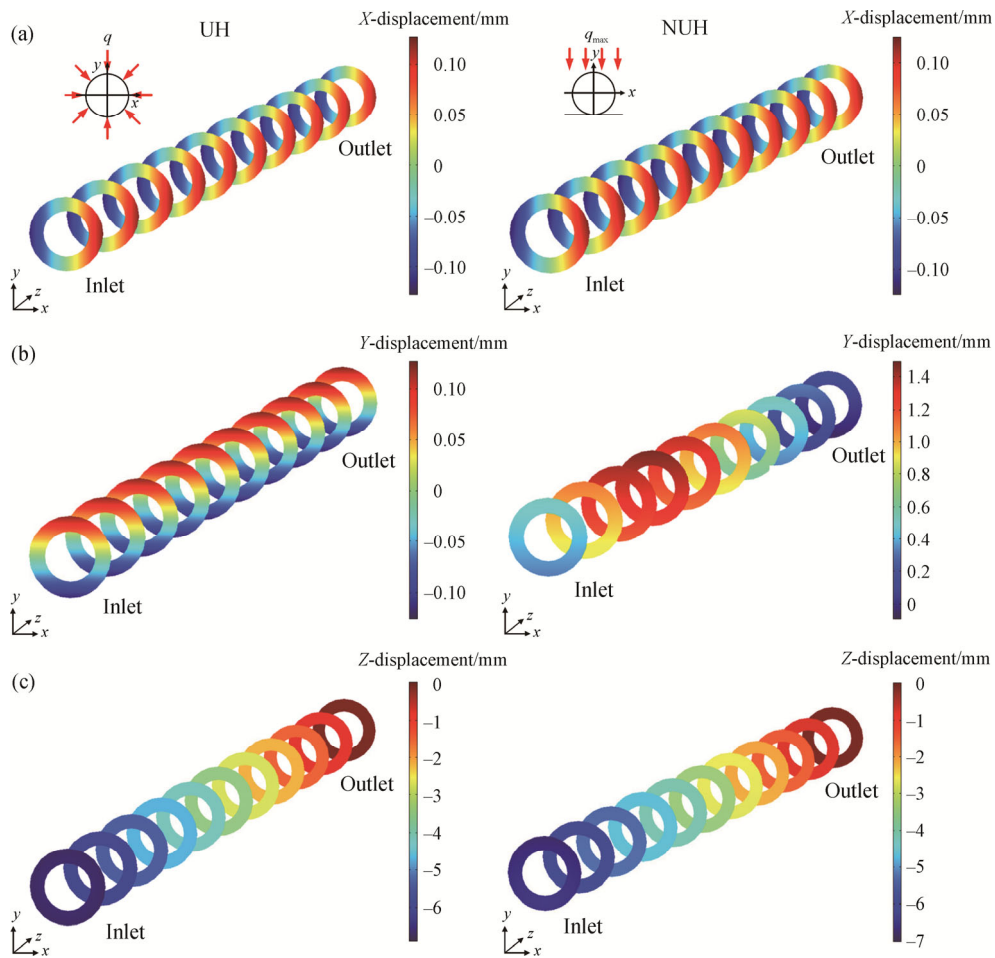 (a)
UH
q
y
x
X-displacement/mm
0.10
0.05
0
–0.05
–0.10
Outlet
Inlet
y
z
x
NUH
qmax
y
x
X-displacement/mm
0.10
0.05
0
–0.05
–0.10
Outlet
Inlet
y
z
x
(b)
Y-displacement/mm
0.10
0.05
0
–0.05
–0.10
Outlet
Inlet
y
z
x
Y-displacement/mm
1.4
1.2
1.0
0.8
0.6
0.4
0.2
0
Outlet
Inlet
y
z
x
(c)
Z-displacement/mm
0
–1
–2
–3
–4
–5
–6
Outlet
Inlet
y
z
x
Z-displacement/mm
0
–1
–2
–3
–4
–5
–6
–7
Outlet
Inlet
y
z
x